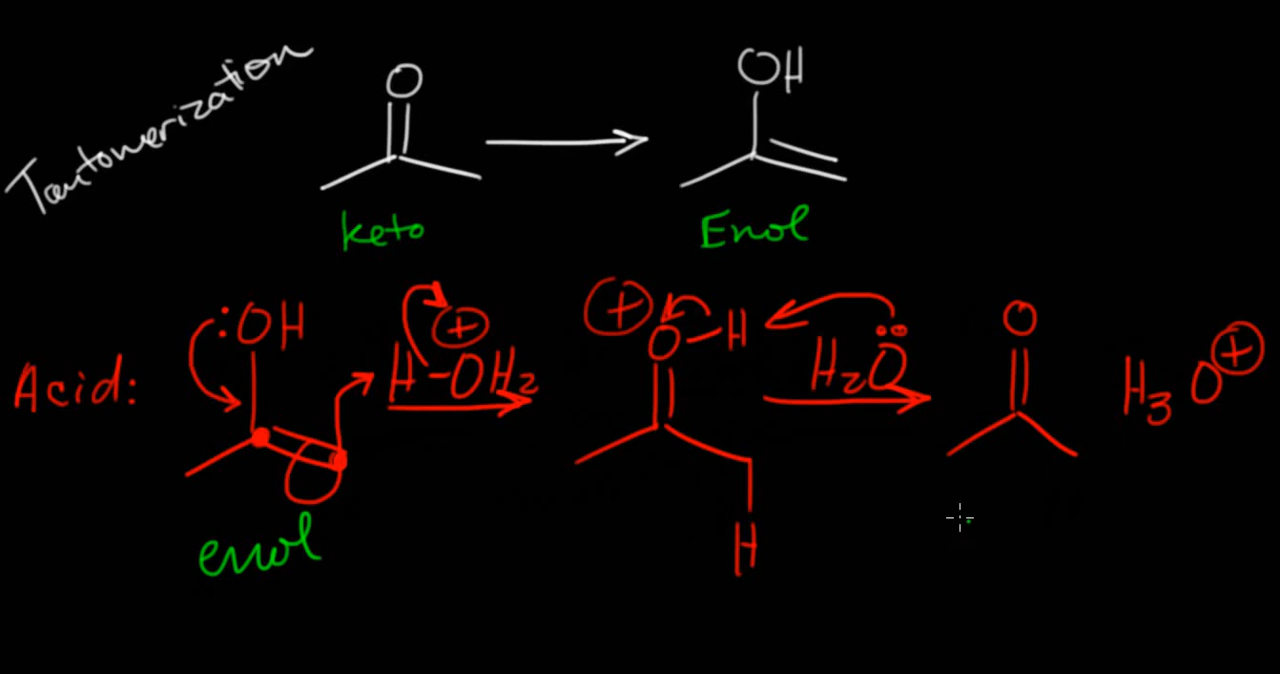 Tautomerization
O
OH
keto
Enol
Acid:
:OH
H-OH2
+
+
O
H
H2O
O
H3O+
H
enol